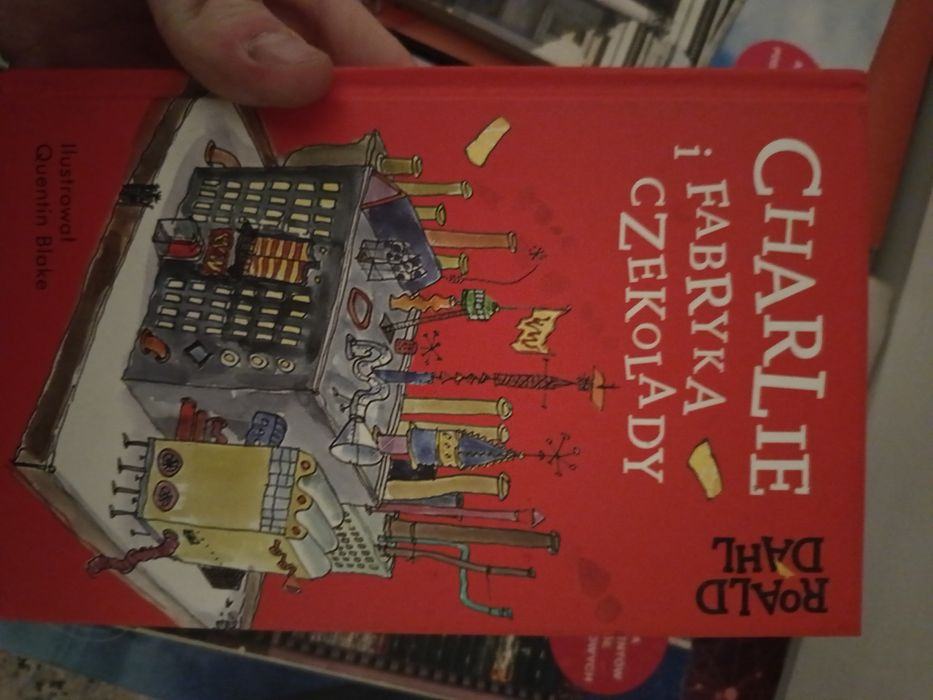 CHARLIE
i FABRYKA
CZEKOLADY
ROALD
DAHL
Ilustrował
Quentin Blake